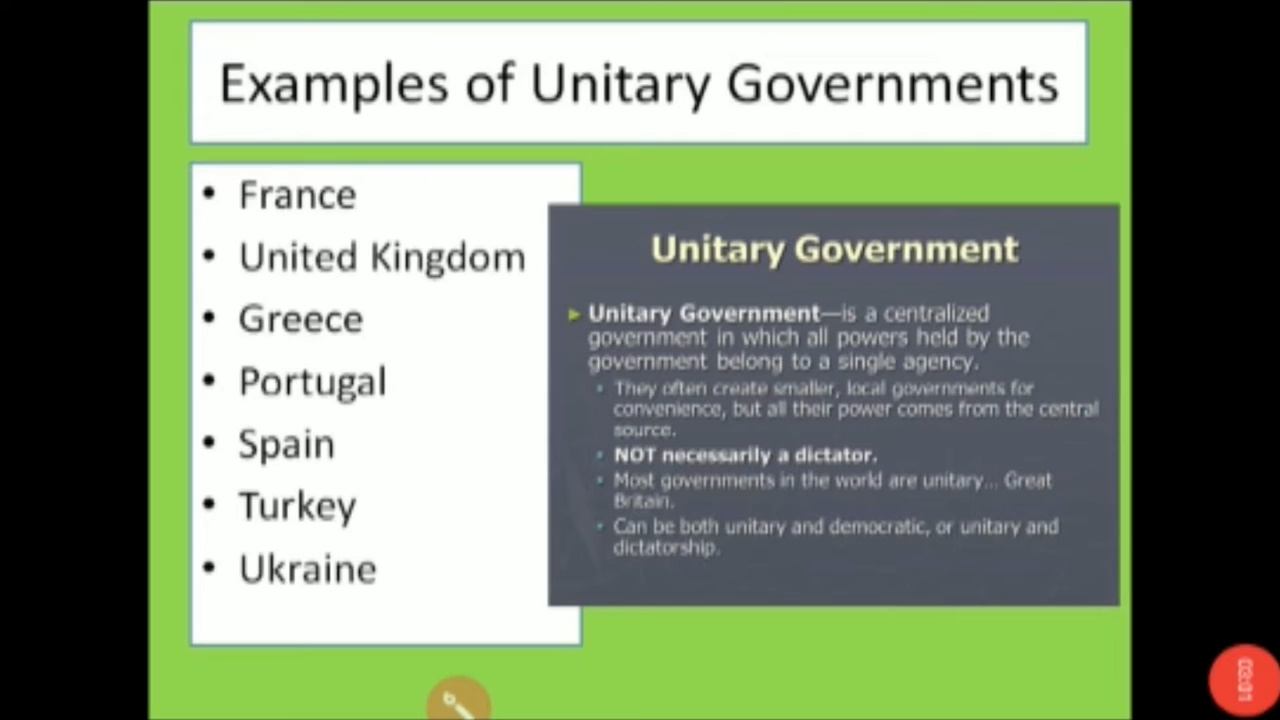 Examples of Unitary Governments
• France
• United Kingdom
• Greece
• Portugal
• Spain
• Turkey
• Ukraine
Unitary Government
Unitary Government—is a centralized
government in which all powers held by the
government belong to a single agency.
They often create smaller, local governments for
convenience, but all their power comes from the central
source.
NOT necessarily a dictator.
Most governments in the world are unitary... Great
Britain.
Can be both unitary and democratic, or unitary and
dictatorship.
03:01